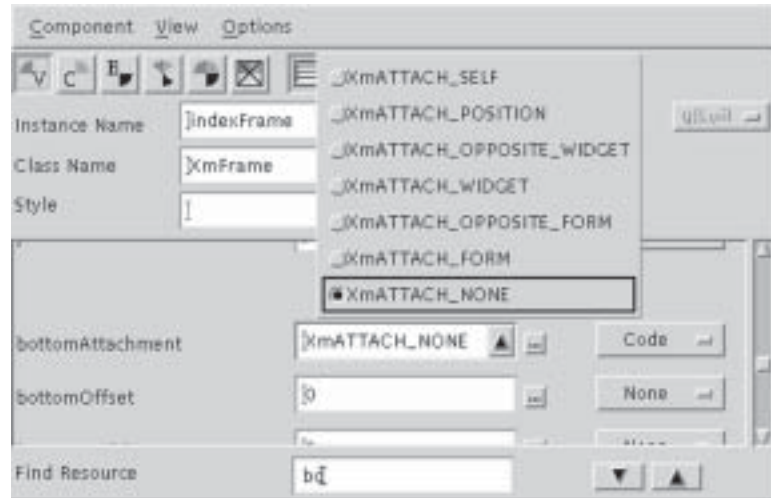 Component View Options
V C E
XmATTACH_SELF
XmATTACH_POSITION
XmATTACH_OPPOSITE_WIDGET
XmATTACH_WIDGET
XmATTACH_OPPOSITE_FORM
XmATTACH_FORM
XmATTACH_NONE
Instance Name indexFrame
Class Name XmFrame
Style
bottomAttachment XmATTACH_NONE ... Code
bottomOffset 0 ... None
Find Resource bo